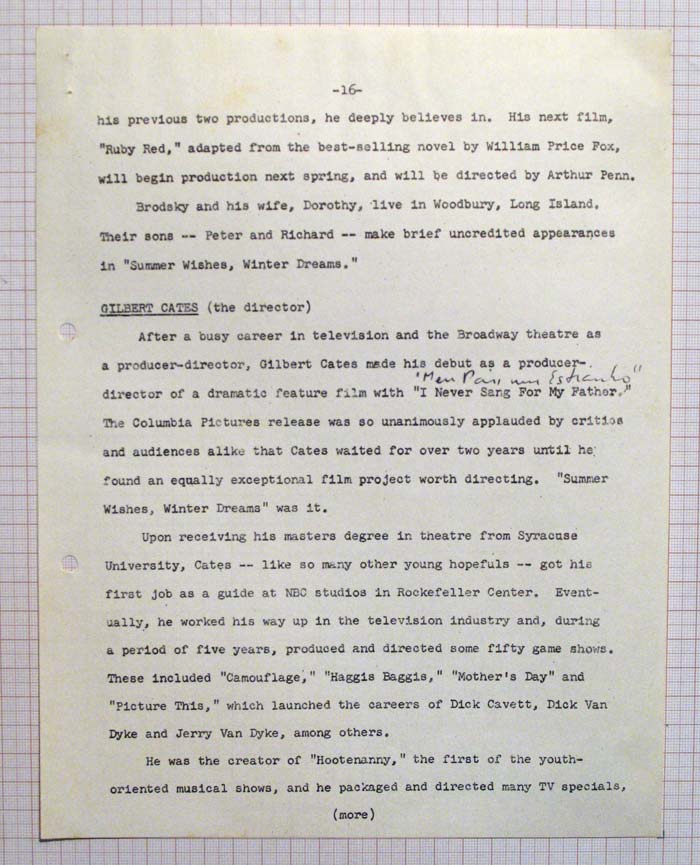 -16-
his previous two productions, he deeply believes in. His next film,
"Ruby Red," adapted from the best-selling novel by William Price Fox,
will begin production next spring, and will be directed by Arthur Penn.
Brodsky and his wife, Dorothy, live in Woodbury, Long Island.
Their sons -- Peter and Richard -- make brief uncredited appearances
in "Summer Wishes, Winter Dreams."
GILBERT CATES (the director)
After a busy career in television and the Broadway theatre as
a producer-director, Gilbert Cates made his debut as a producer-
"Meu Pai, um Estranho"
director of a dramatic feature film with "I Never Sang For My Father."
The Columbia Pictures release was so unanimously applauded by critics
and audiences alike that Cates waited for over two years until he
found an equally exceptional film project worth directing. "Summer
Wishes, Winter Dreams" was it.
Upon receiving his masters degree in theatre from Syracuse
University, Cates -- like so many other young hopefuls -- got his
first job as a guide at NBC studios in Rockefeller Center. Event-
ually, he worked his way up in the television industry and, during
a period of five years, produced and directed some fifty game shows.
These included "Camouflage," "Haggis Baggis," "Mother's Day" and
"Picture This," which launched the careers of Dick Cavett, Dick Van
Dyke and Jerry Van Dyke, among others.
He was the creator of "Hootenanny," the first of the youth-
oriented musical shows, and he packaged and directed many TV specials,
(more)